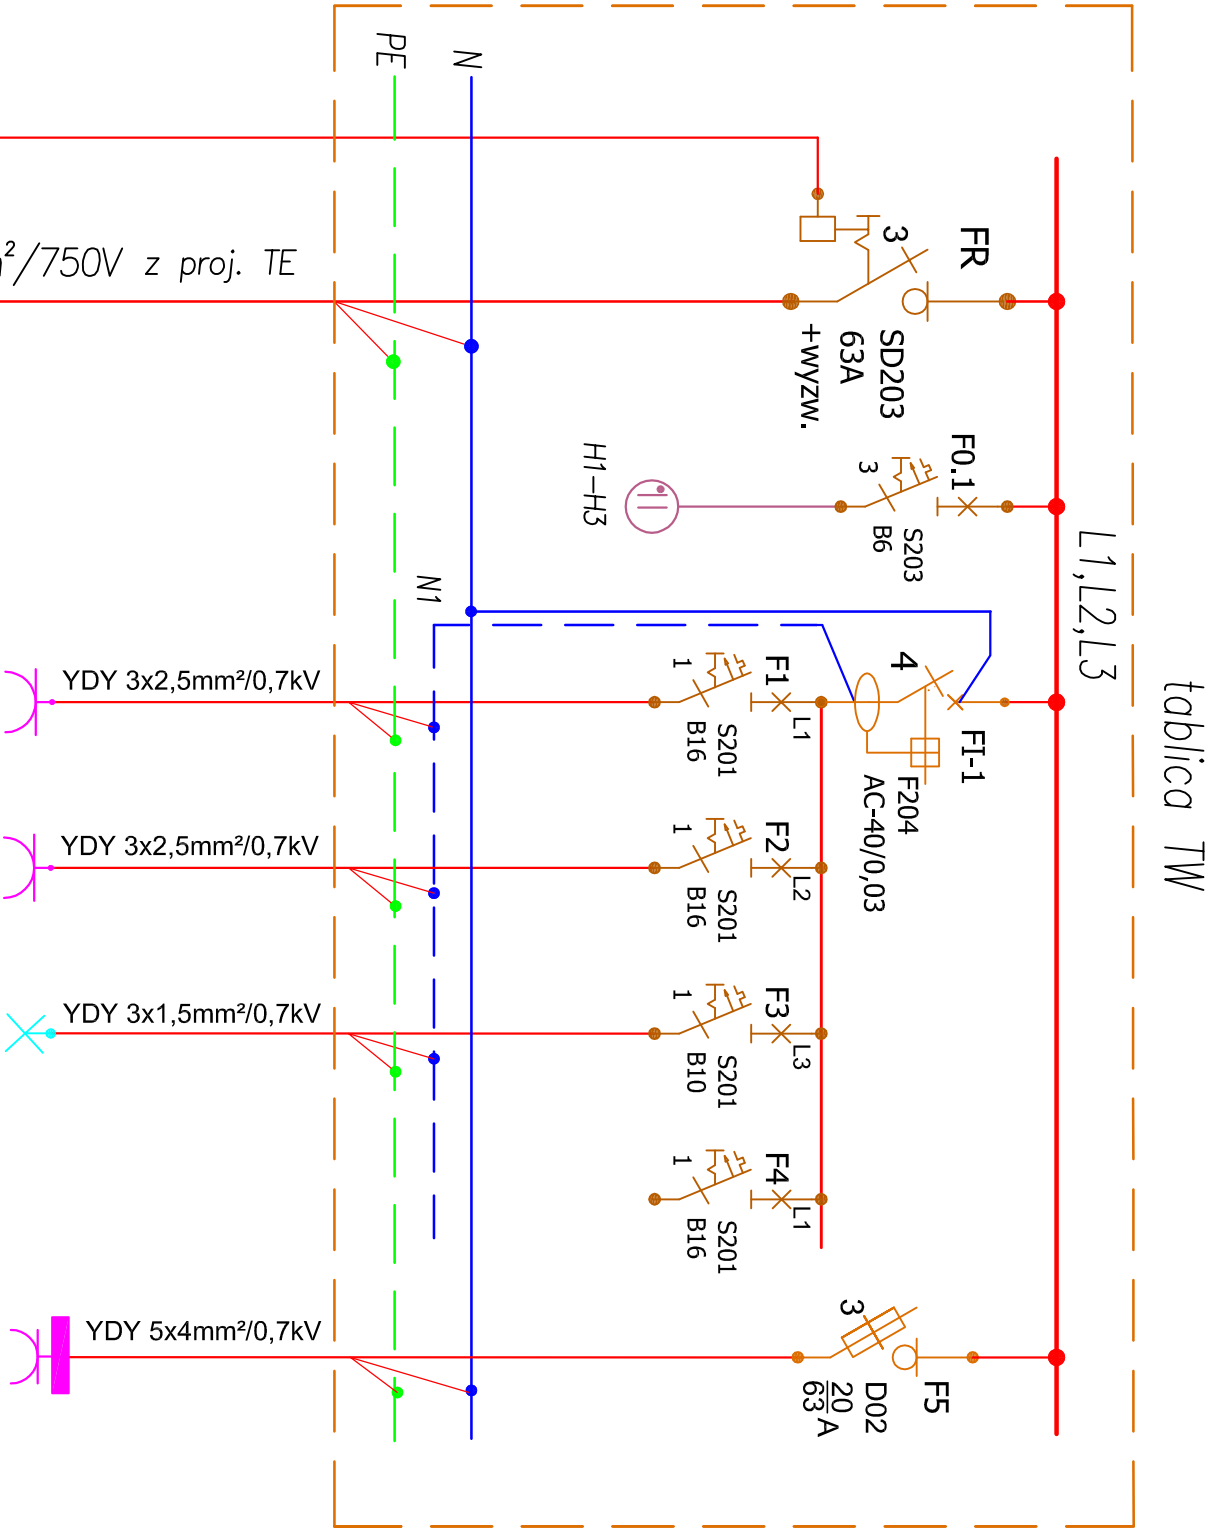 tablica TW
L1,L2,L3
PE
N
²/750V z proj. TE
FR
3
SD203
63A
+wyzw.
F0.1
3
S203
B6
H1-H3
N1
FI-1
4
F204
AC-40/0,03
F1
L1
1
S201
B16
YDY 3x2,5mm²/0,7kV
F2
L2
1
S201
B16
YDY 3x2,5mm²/0,7kV
F3
L3
1
S201
B10
YDY 3x1,5mm²/0,7kV
F4
L1
1
S201
B16
F5
3
D02
20
63 A
YDY 5x4mm²/0,7kV